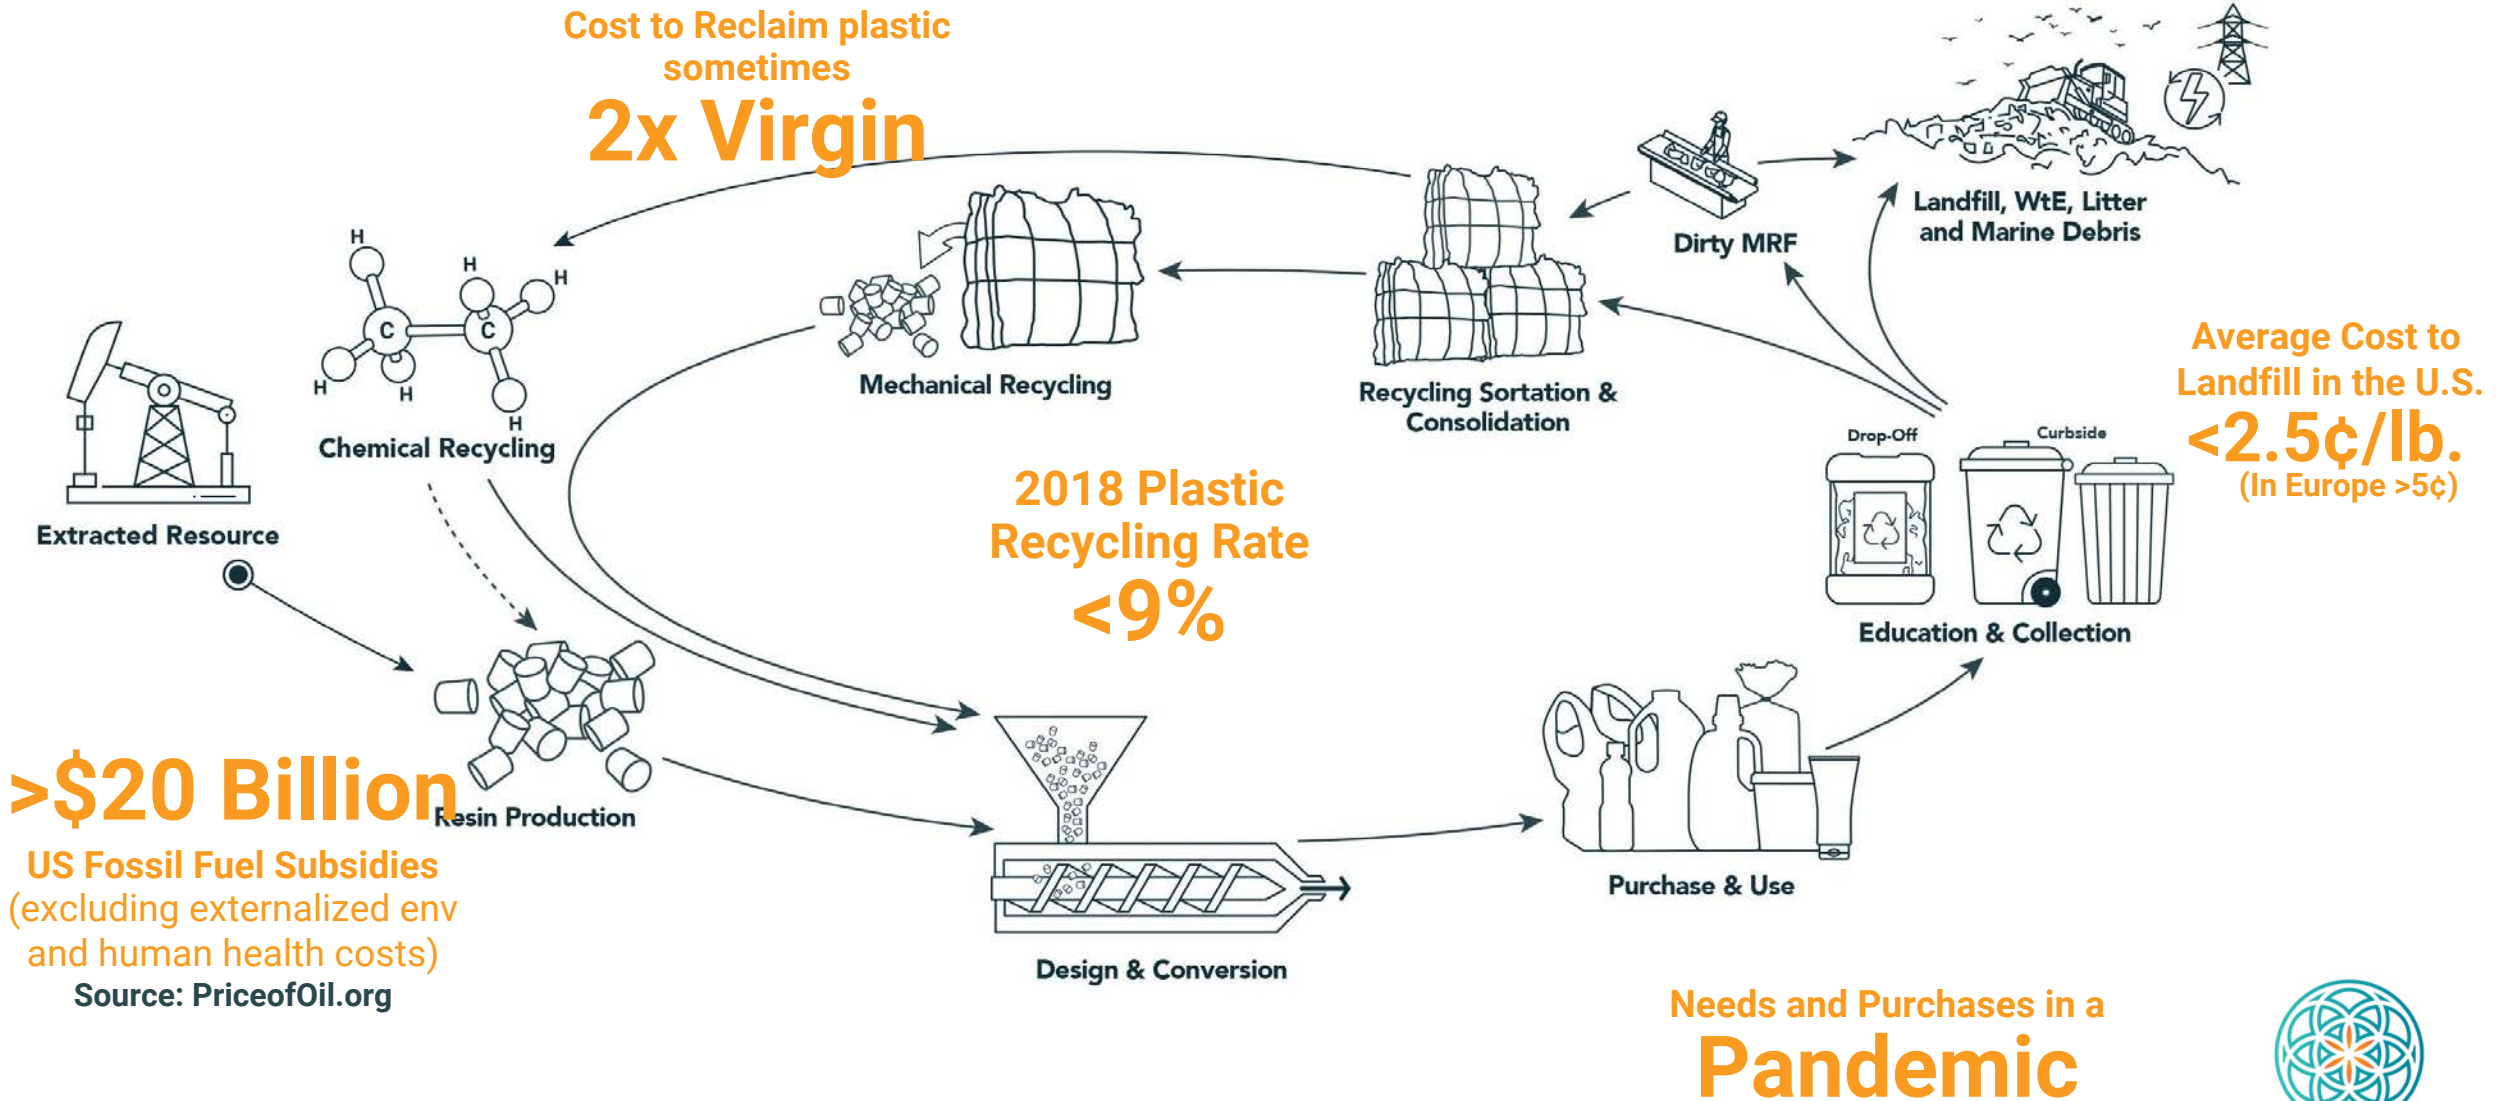 Cost to Reclaim plastic
sometimes
2x Virgin
Landfill, WtE, Litter
and Marine Debris
Dirty MRF
H
H
H
C
C
H
H
H
Chemical Recycling
Mechanical Recycling
Recycling Sortation &
Consolidation
Average Cost to
Landfill in the U.S.
<2.5¢/lb.
(In Europe >5¢)
Drop-Off
Curbside
Education & Collection
Extracted Resource
2018 Plastic
Recycling Rate
<9%
>$20 Billion
Resin Production
US Fossil Fuel Subsidies
(excluding externalized env
and human health costs)
Source: PriceofOil.org
Design & Conversion
Purchase & Use
Needs and Purchases in a
Pandemic